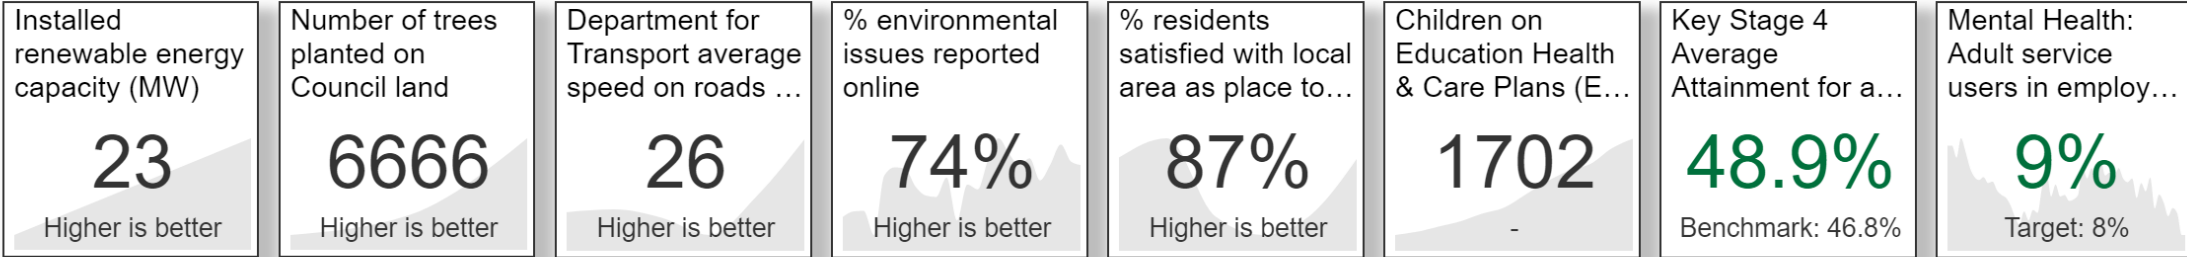 Installed
renewable energy
capacity (MW)
23
Higher is better
Number of trees
planted on
Council land
6666
Higher is better
Department for
Transport average
speed on roads …
26
Higher is better
% environmental
issues reported
online
74%
Higher is better
% residents
satisfied with local
area as place to…
87%
Higher is better
Children on
Education Health
& Care Plans (E…
1702
-
Key Stage 4
Average
Attainment for a…
48.9%
Benchmark: 46.8%
Mental Health:
Adult service
users in employ…
9%
Target: 8%